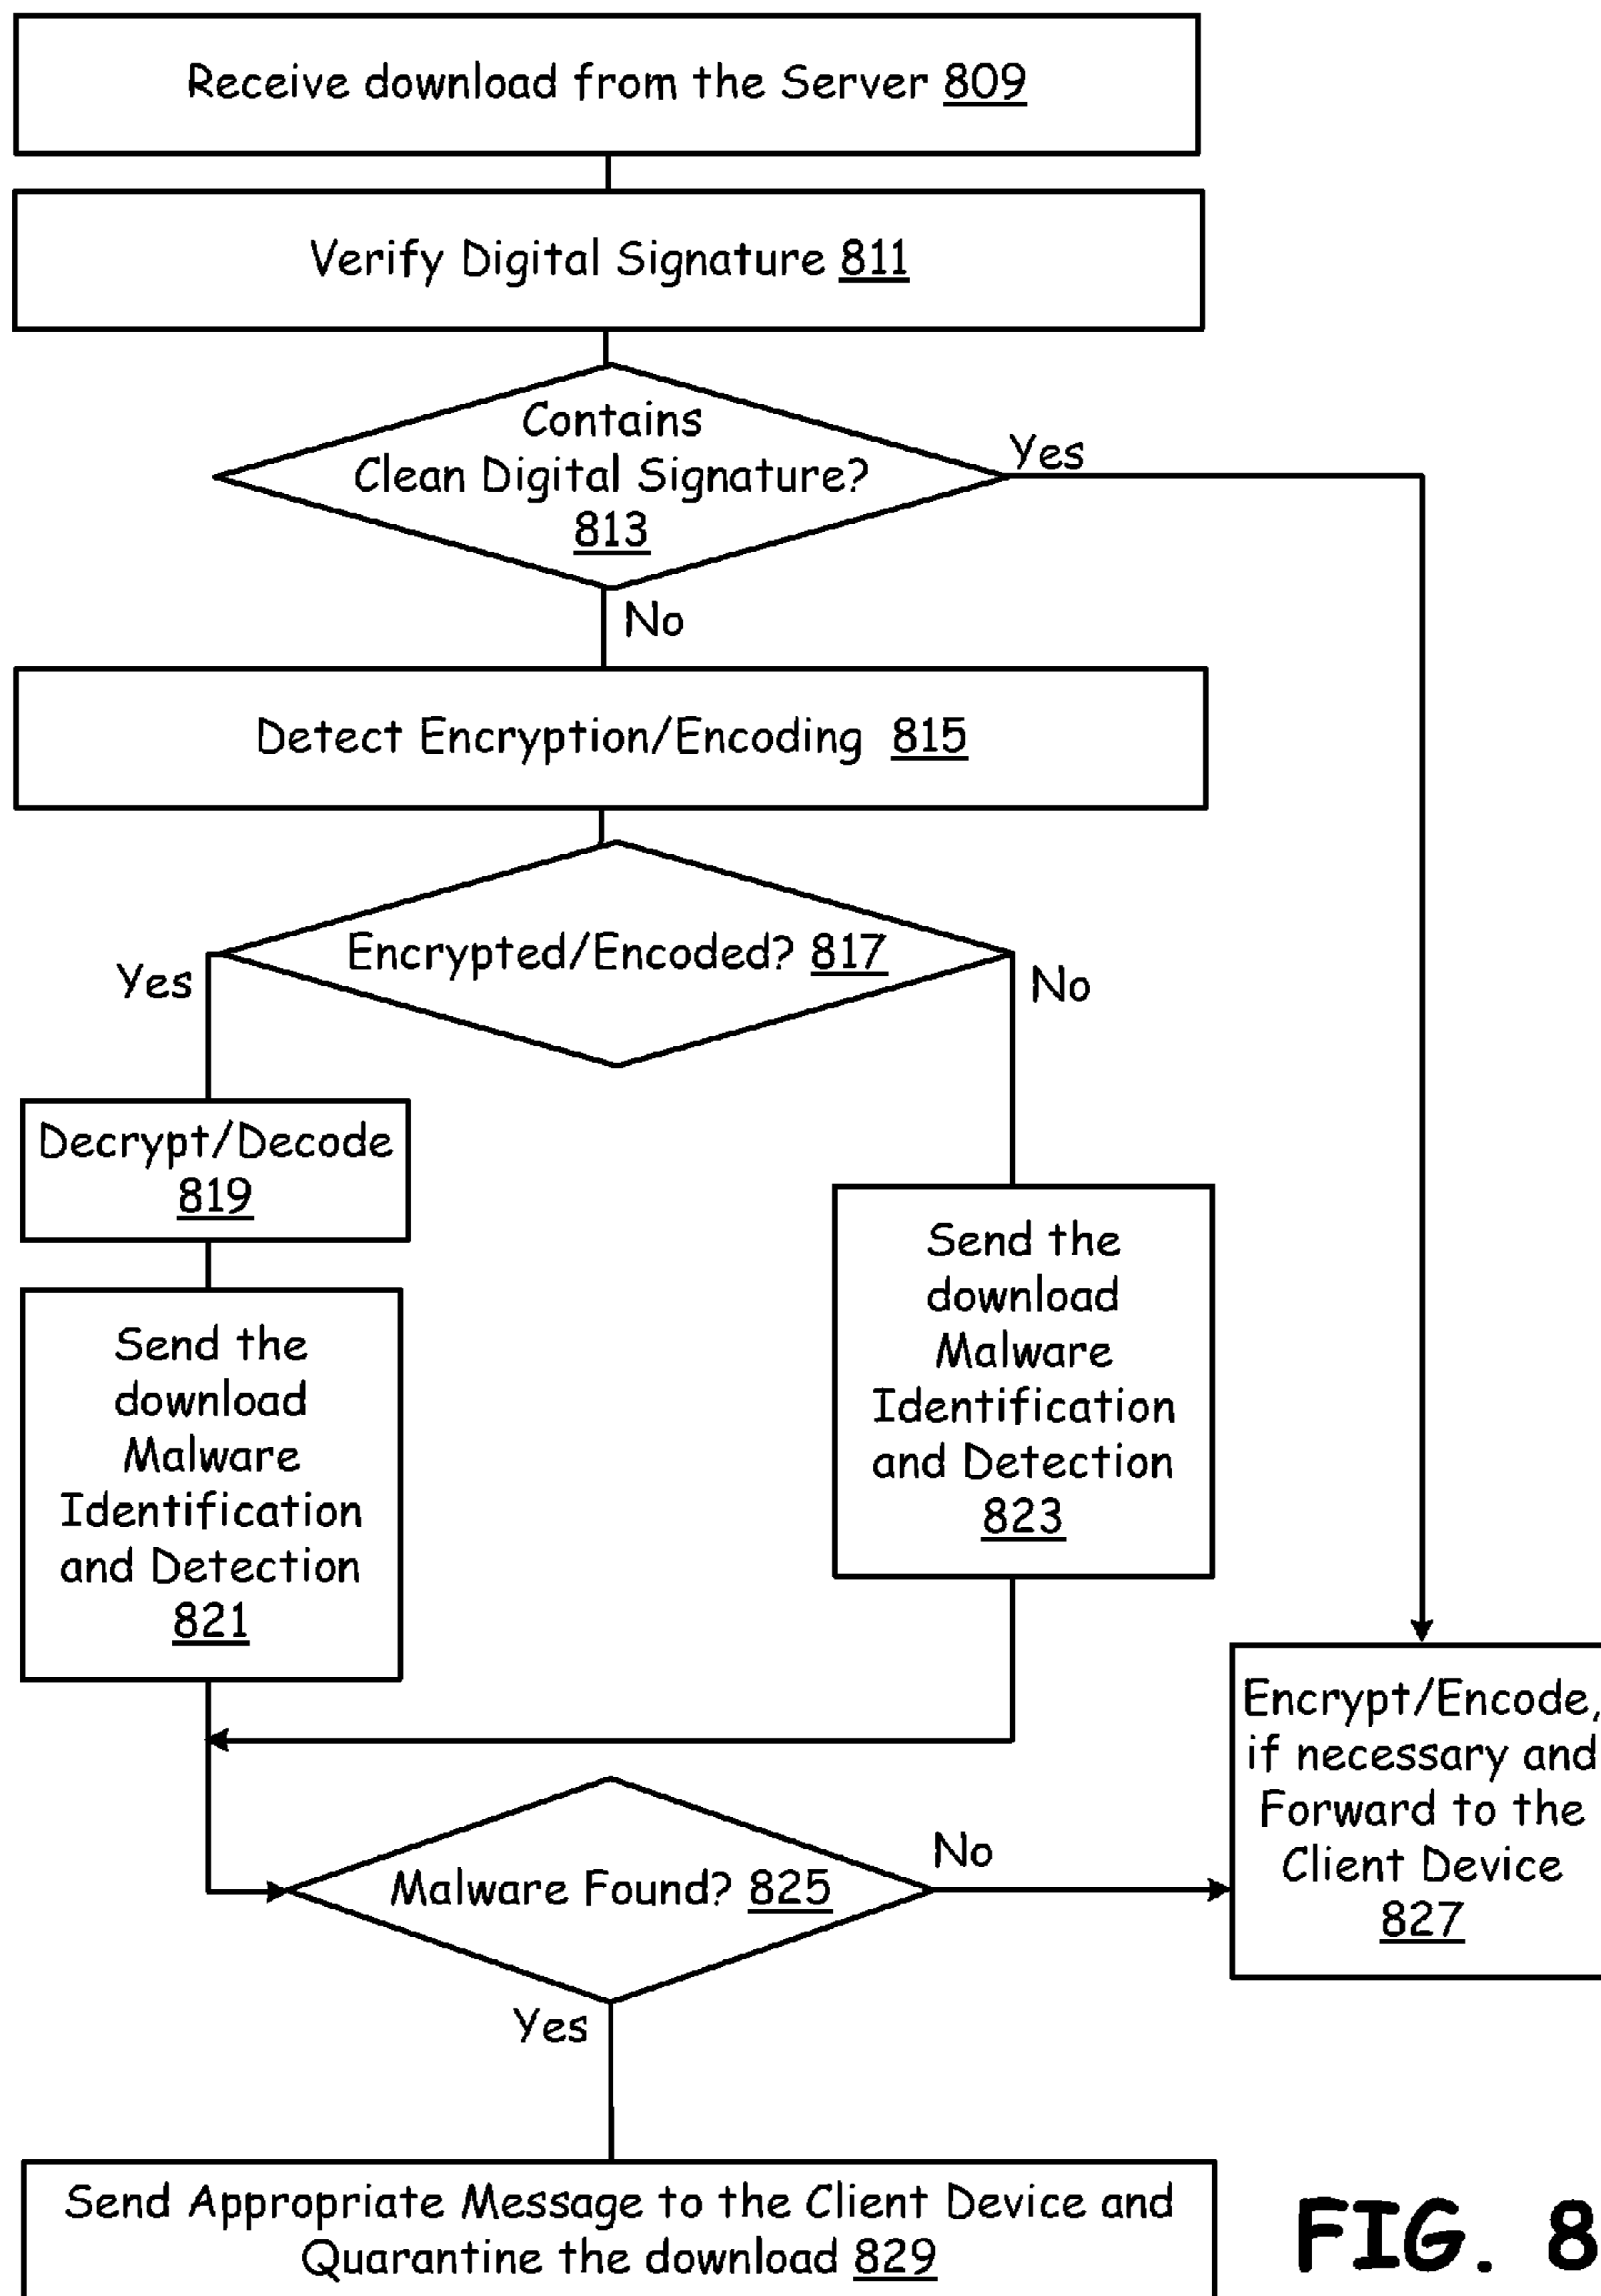 Receive download from the Server 809
Verify Digital Signature 811
Contains
Clean Digital Signature?
813
Yes
No
Detect Encryption/Encoding 815
Encrypted/Encoded? 817
Yes
No
Decrypt/Decode
819
Send the
download
Malware
Identification
and Detection
821
Send the
download
Malware
Identification
and Detection
823
Encrypt/Encode,
if necessary and
Forward to the
Client Device
827
Malware Found? 825
No
Yes
Send Appropriate Message to the Client Device and
Quarantine the download 829
FIG. 8